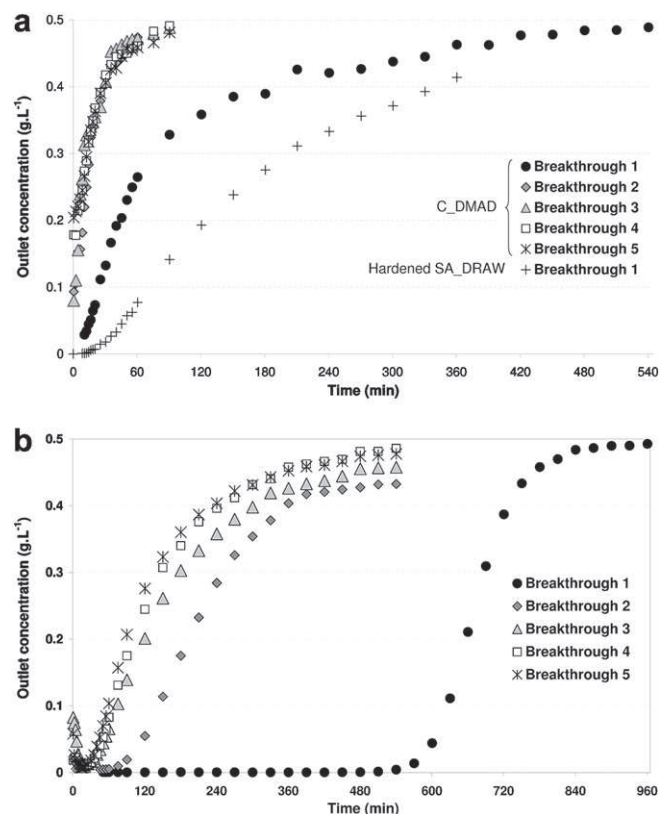 a
0.5
0.4
0.3
0.2
0.1
0
Outlet concentration (g.L-1)
C_DMAD
Breakthrough 1
Breakthrough 2
Breakthrough 3
Breakthrough 4
Breakthrough 5
Hardened SA_DRAW + Breakthrough 1
0 60 120 180 240 300 360 420 480 540
Time (min)
b
0.5
0.4
0.3
0.2
0.1
0
Outlet concentration (g.L-1)
Breakthrough 1
Breakthrough 2
Breakthrough 3
Breakthrough 4
Breakthrough 5
0 120 240 360 480 600 720 840 960
Time (min)